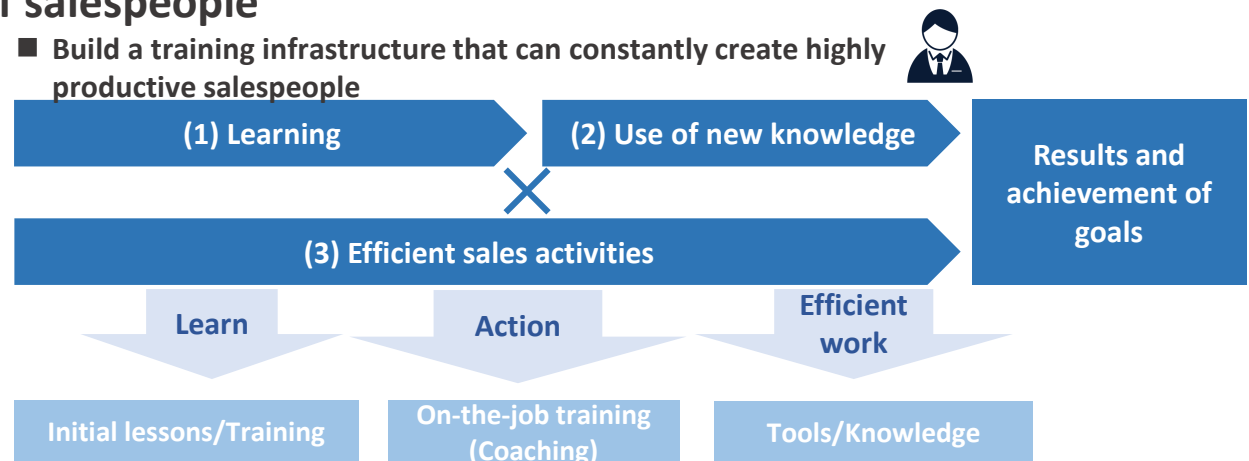 salespeople
■ Build a training infrastructure that can constantly create highly
productive salespeople
(1) Learning
(2) Use of new knowledge
Results and
achievement of
goals
(3) Efficient sales activities
Learn
Action
Efficient
work
Initial lessons/Training
On-the-job training
(Coaching)
Tools/Knowledge